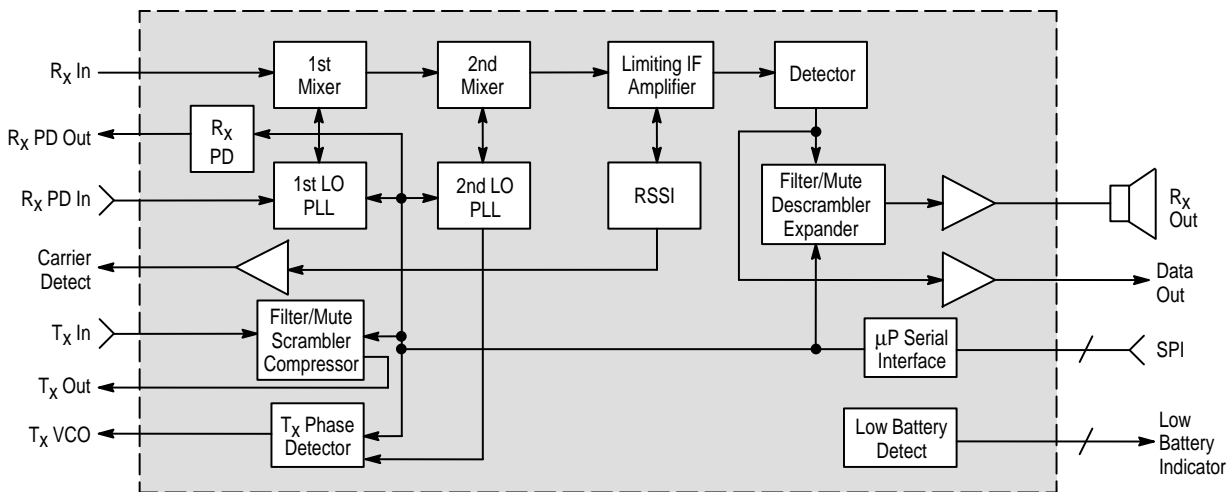 Rx In
1st
Mixer
2nd
Mixer
Limiting IF
Amplifier
Detector
Rx PD Out
Rx
PD
Rx PD In
1st LO
PLL
2nd LO
PLL
RSSI
Filter/Mute
Descrambler
Expander
Rx
Out
Carrier
Detect
Data
Out
Tx In
Filter/Mute
Scrambler
Compressor
µP Serial
Interface
SPI
Tx Out
Tx VCO
Tx Phase
Detector
Low Battery
Detect
Low
Battery
Indicator